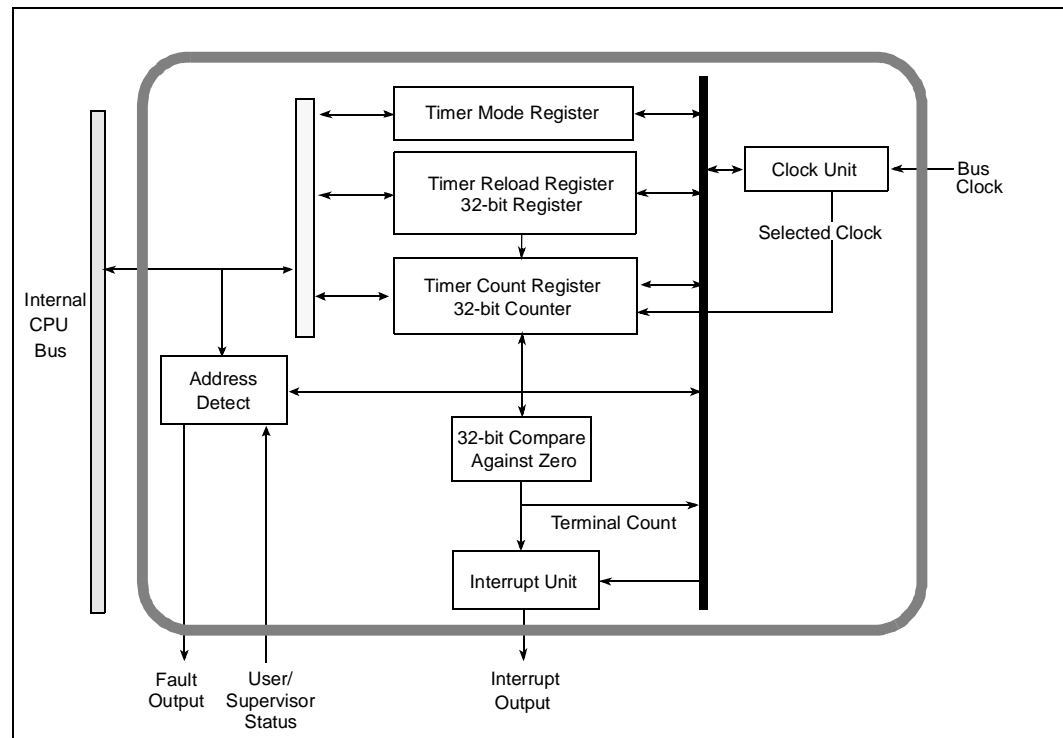 Timer Mode Register
Timer Reload Register
32-bit Register
Clock Unit
Bus
Clock
Selected Clock
Timer Count Register
32-bit Counter
Internal
CPU
Bus
Address
Detect
32-bit Compare
Against Zero
Terminal Count
Interrupt Unit
Fault
Output
User/
Supervisor
Status
Interrupt
Output